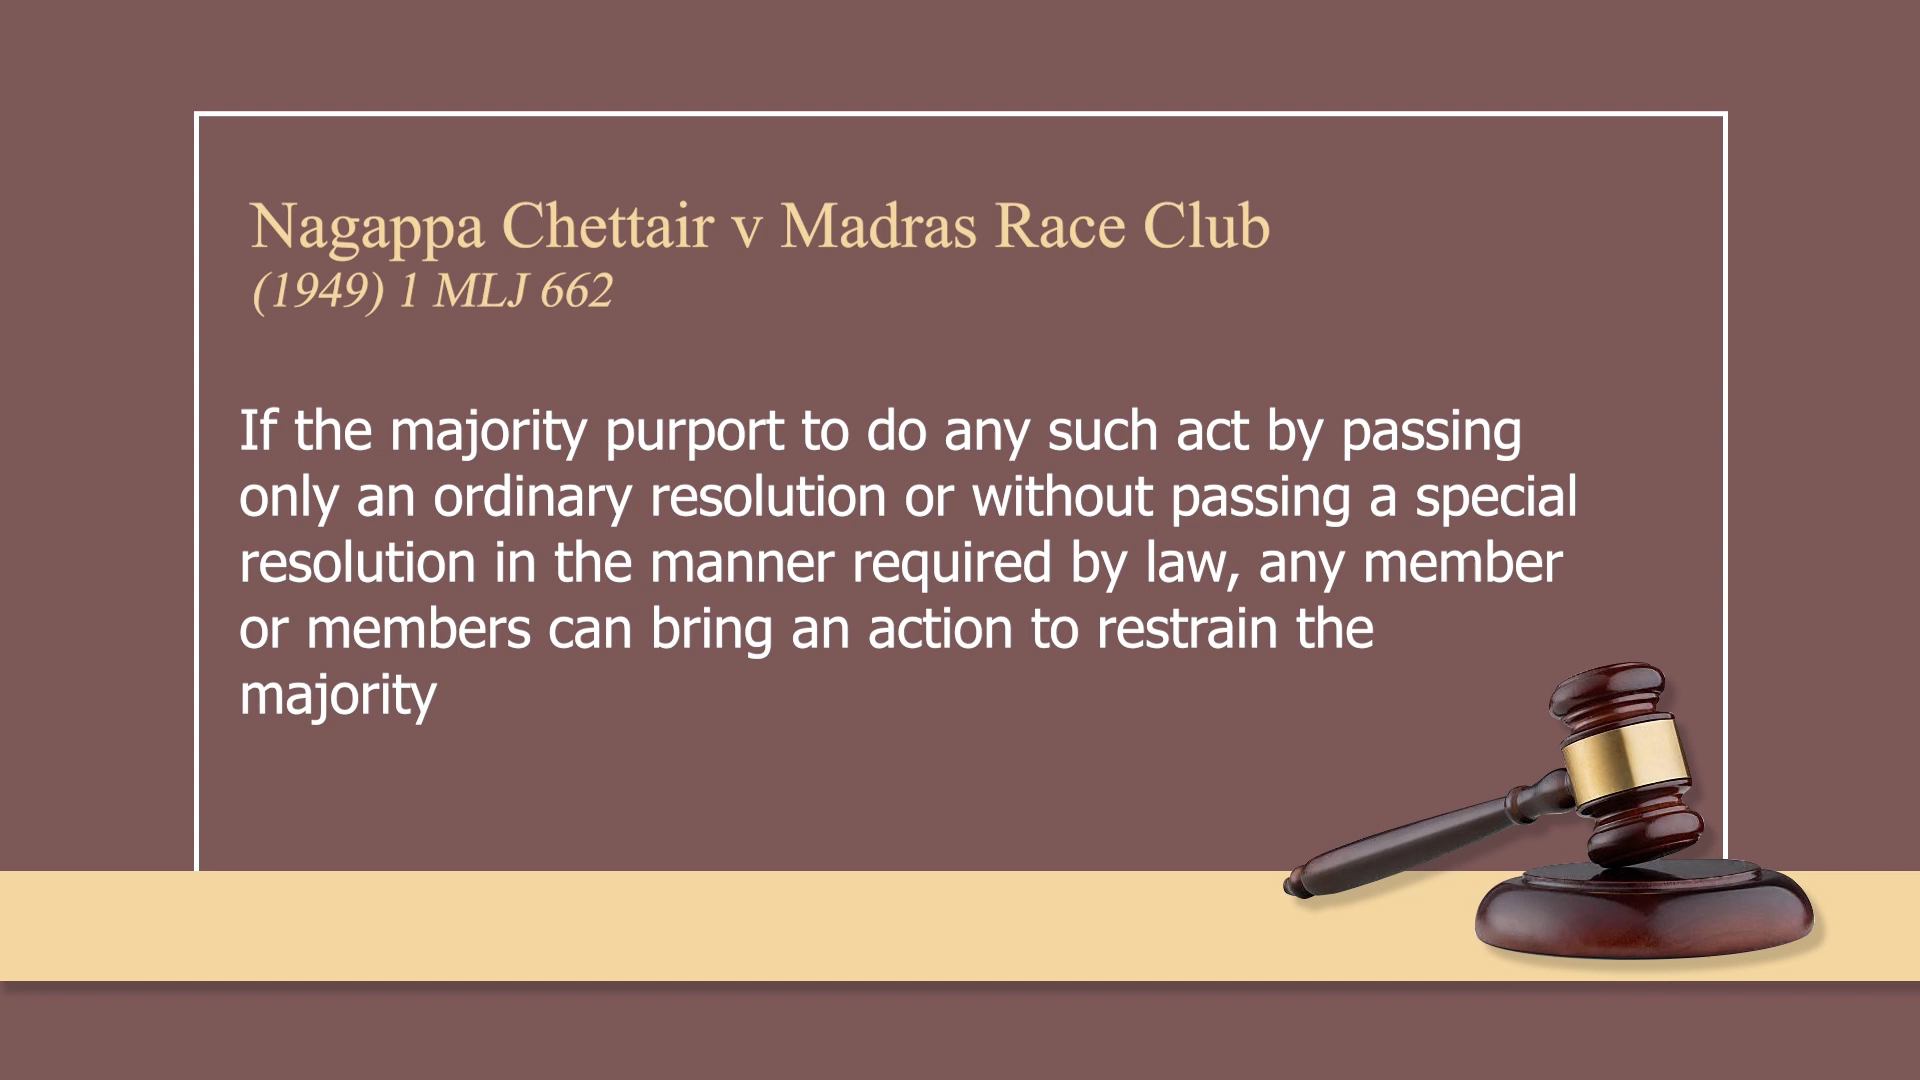 Nagappa Chettair v Madras Race Club
(1949) 1 MLJ 662
If the majority purport to do any such act by passing
only an ordinary resolution or without passing a special
resolution in the manner required by law, any member
or members can bring an action to restrain the
majority